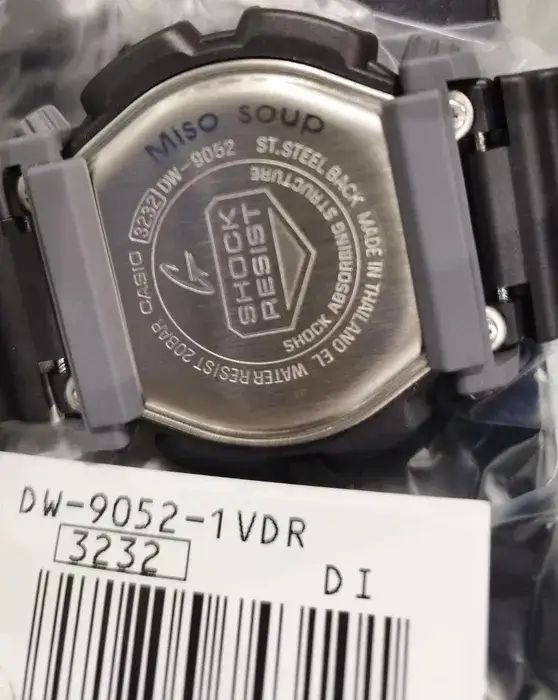 Miso soup
CASIO 3232 DW-9052 ST.STEEL BACK MADE IN THAILAND EL WATER RESIST 20BAR
SHOCK ABSORBING STRUCTURE
G
SHOCK
RESIST
DW-9052-1VDR
3232
DI